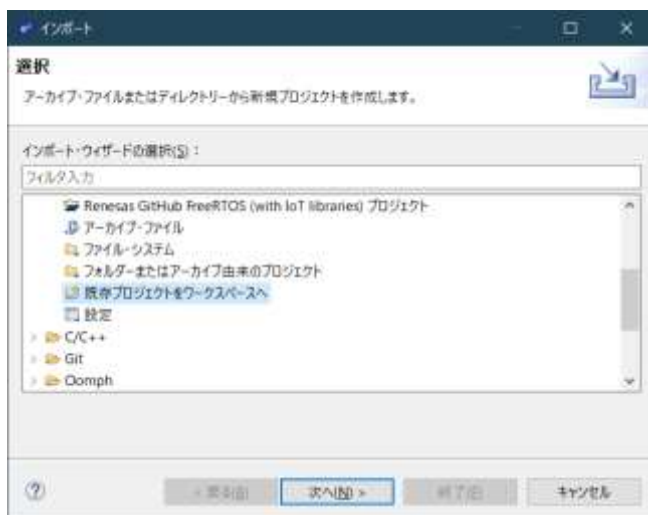 インポート
選択
アーカイブ・ファイルまたはディレクトリーから新規プロジェクトを作成します。
インポート・ウィザードの選択(S)：
フィルタ入力
Renesas GitHub FreeRTOS (with IoT libraries) プロジェクト
アーカイブ・ファイル
ファイル・システム
フォルダーまたはアーカイブ由来のプロジェクト
既存プロジェクトをワークスペースへ
設定
C/C++
Git
Oomph
< 戻る(B)
次へ(N) >
終了(F)
キャンセル